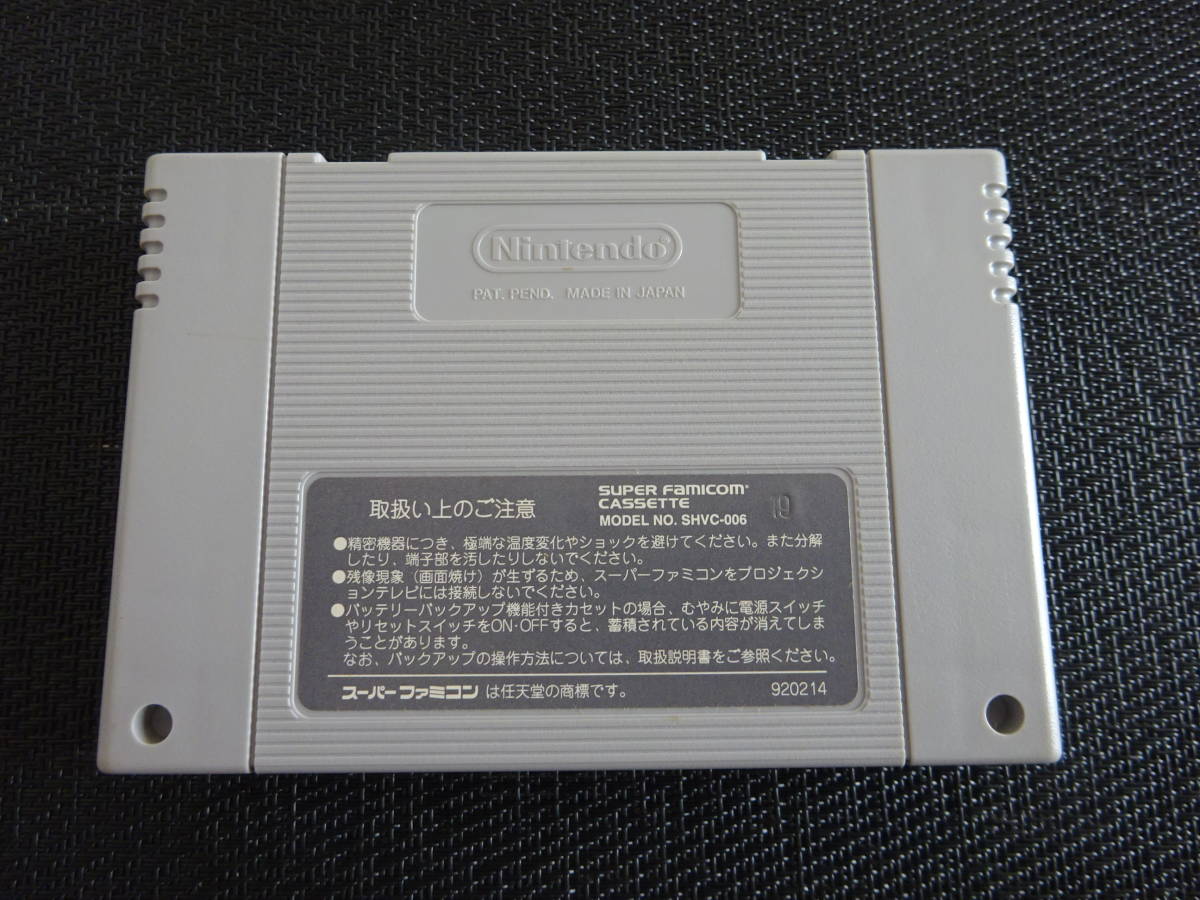 Nintendo®
PAT. PEND. MADE IN JAPAN
取扱い上のご注意
SUPER FAMICOM®
CASSETTE
MODEL NO. SHVC-006
19
●精密機器につき、極端な温度変化やショックを避けてください。また分解
したり、端子部を汚したりしないでください。
●残像現象（画面焼け）が生ずるため、スーパーファミコンをプロジェクシ
ョンテレビには接続しないでください。
●バッテリーバックアップ機能付きカセットの場合、むやみに電源スイッチ
やリセットスイッチをON·OFFすると、蓄積されている内容が消えてしま
うことがあります。
なお、バックアップの操作方法については、取扱説明書をご参照ください。
スーパーファミコンは任天堂の商標です。
920214